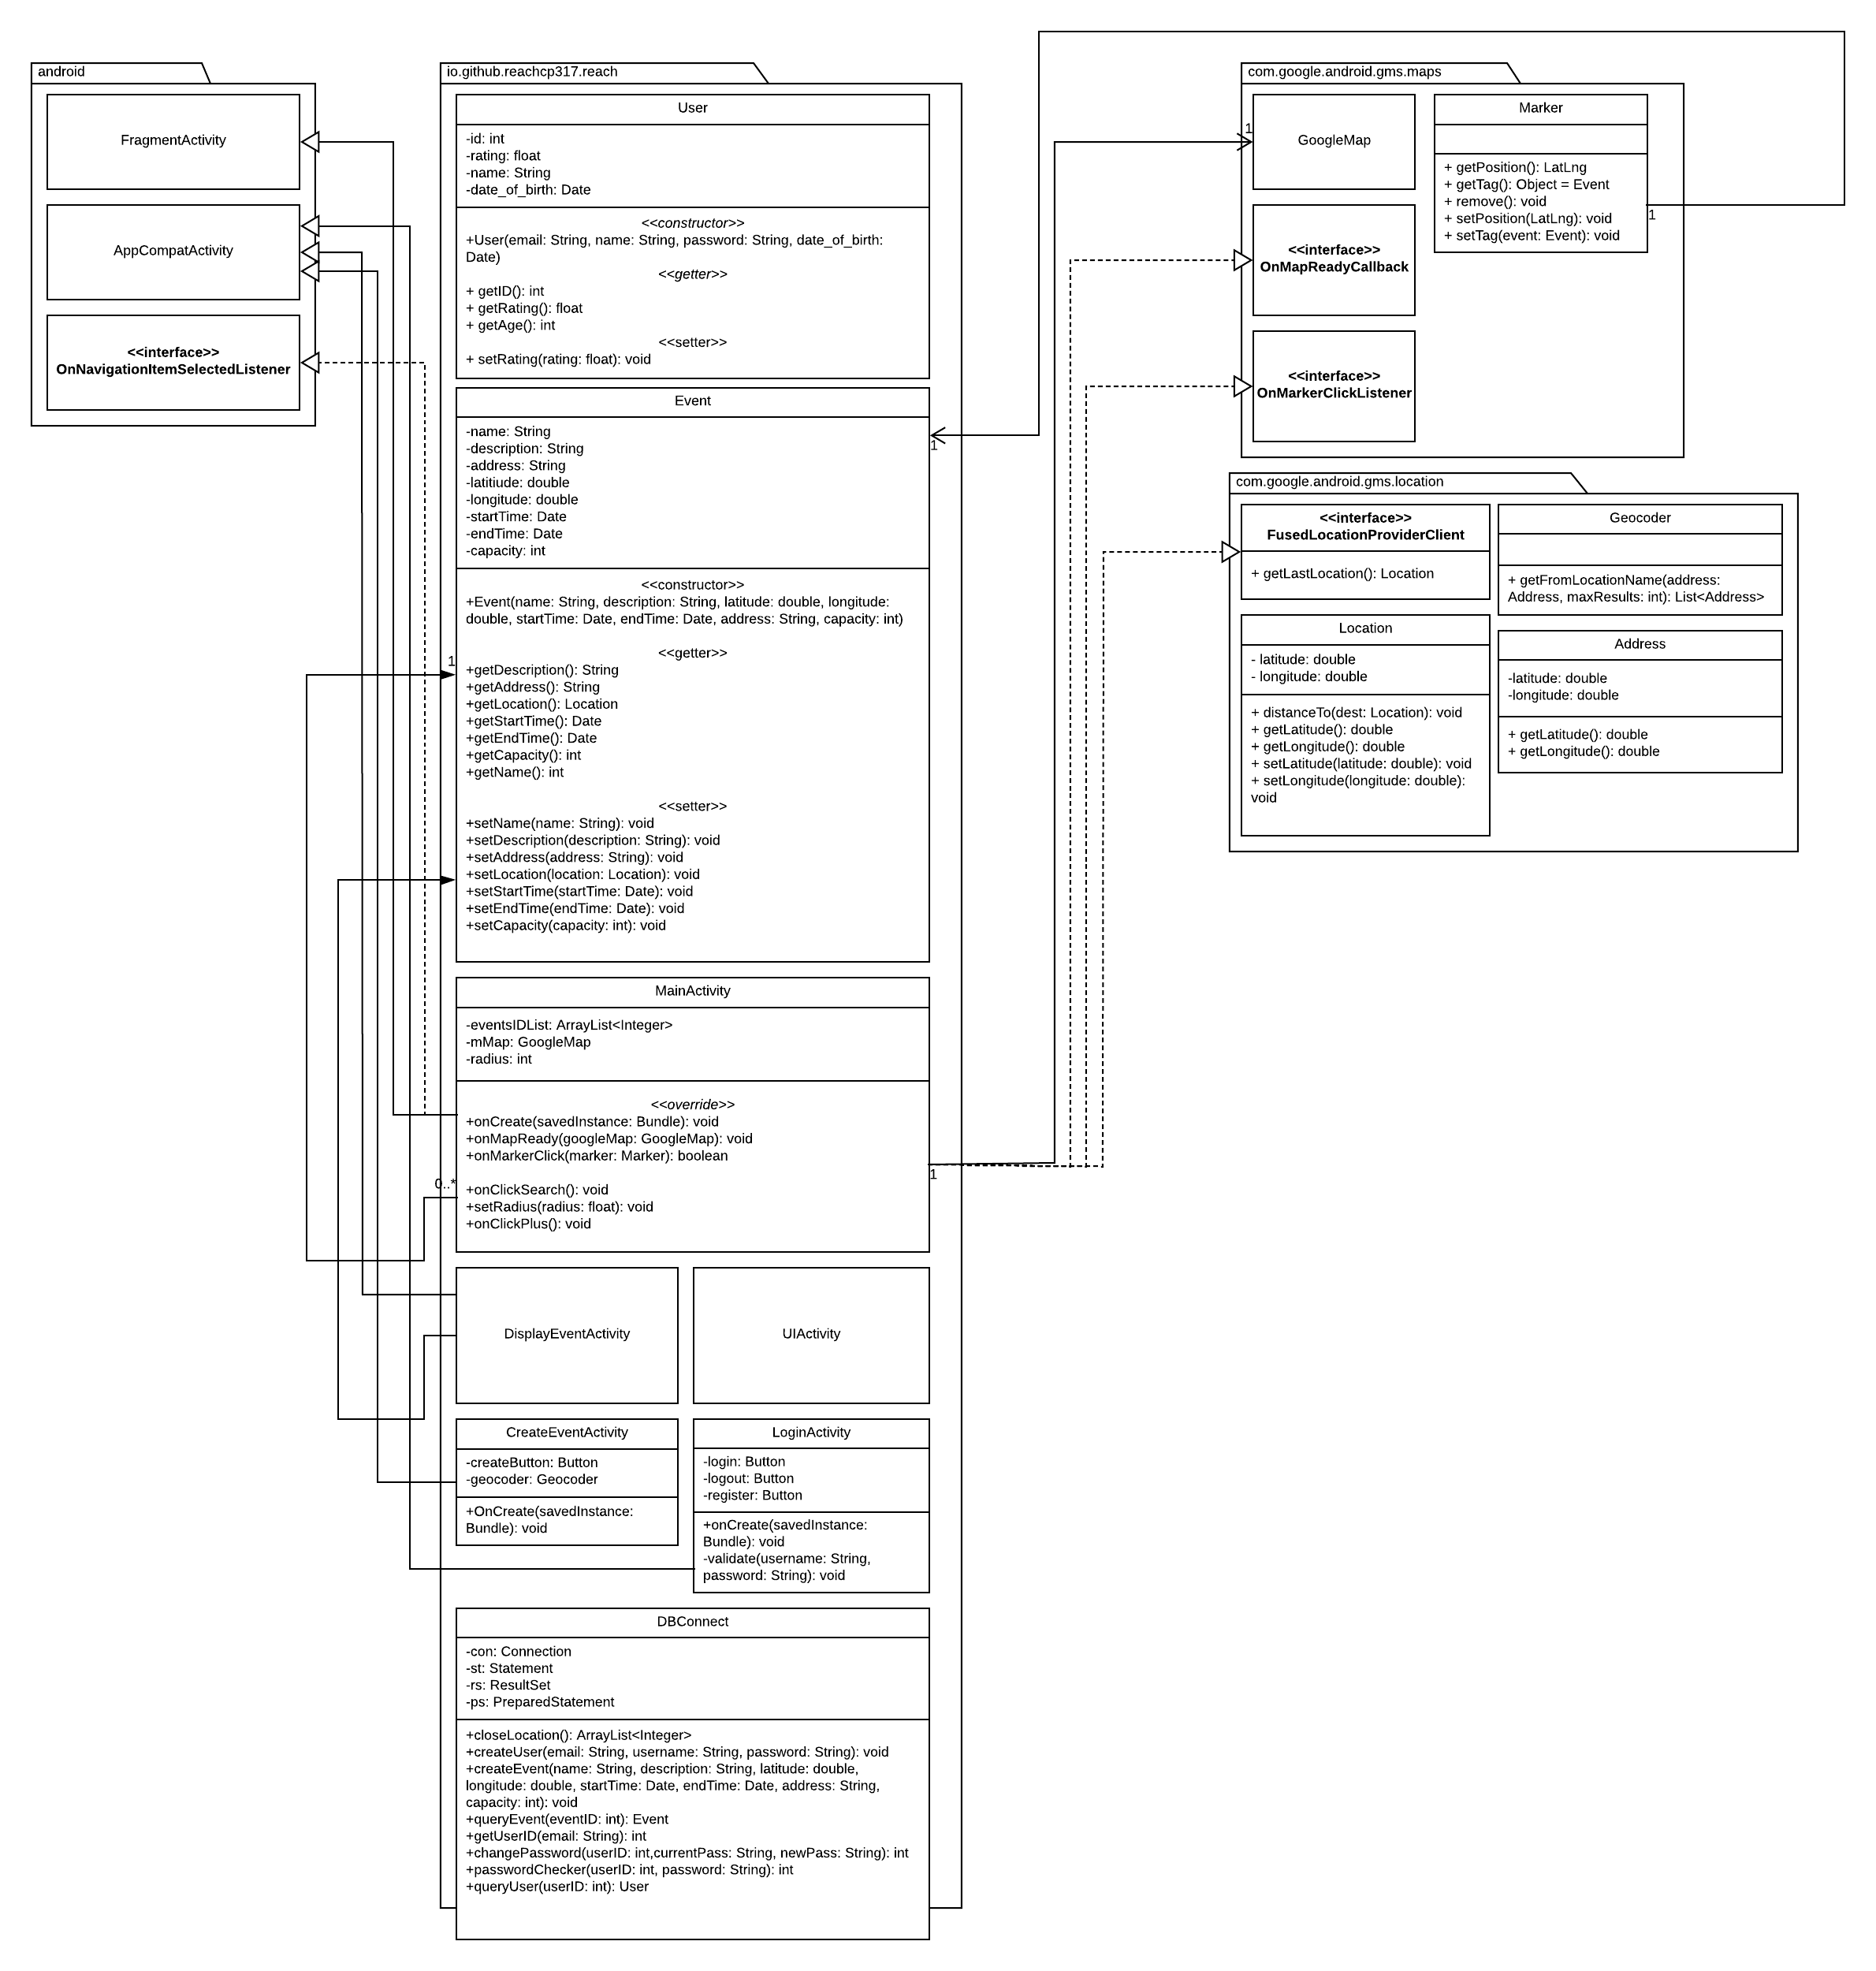 android
FragmentActivity
AppCompatActivity
<<interface>>
OnNavigationItemSelectedListener
io.github.reachcp317.reach
User
-id: int
-rating: float
-name: String
-date_of_birth: Date
<<constructor>>
+User(email: String, name: String, password: String, date_of_birth:
Date)
<<getter>>
+ getID(): int
+ getRating(): float
+ getAge(): int
<<setter>>
+ setRating(rating: float): void
Event
-name: String
-description: String
-address: String
-latitiude: double
-longitude: double
-startTime: Date
-endTime: Date
-capacity: int
1
<<constructor>>
+Event(name: String, description: String, latitude: double, longitude:
double, startTime: Date, endTime: Date, address: String, capacity: int)
<<getter>>
1
+getDescription(): String
+getAddress(): String
+getLocation(): Location
+getStartTime(): Date
+getEndTime(): Date
+getCapacity(): int
+getName(): int
<<setter>>
+setName(name: String): void
+setDescription(description: String): void
+setAddress(address: String): void
+setLocation(location: Location): void
+setStartTime(startTime: Date): void
+setEndTime(endTime: Date): void
+setCapacity(capacity: int): void
MainActivity
-eventsIDList: ArrayList<Integer>
-mMap: GoogleMap
-radius: int
<<override>>
+onCreate(savedInstance: Bundle): void
+onMapReady(googleMap: GoogleMap): void
+onMarkerClick(marker: Marker): boolean
1
0..*
+onClickSearch(): void
+setRadius(radius: float): void
+onClickPlus(): void
DisplayEventActivity
UIActivity
CreateEventActivity
-createButton: Button
-geocoder: Geocoder
+OnCreate(savedInstance:
Bundle): void
LoginActivity
-login: Button
-logout: Button
-register: Button
+onCreate(savedInstance:
Bundle): void
-validate(username: String,
password: String): void
DBConnect
-con: Connection
-st: Statement
-rs: ResultSet
-ps: PreparedStatement
+closeLocation(): ArrayList<Integer>
+createUser(email: String, username: String, password: String): void
+createEvent(name: String, description: String, latitude: double,
longitude: double, startTime: Date, endTime: Date, address: String,
capacity: int): void
+queryEvent(eventID: int): Event
+getUserID(email: String): int
+changePassword(userID: int,currentPass: String, newPass: String): int
+passwordChecker(userID: int, password: String): int
+queryUser(userID: int): User
com.google.android.gms.maps
1
GoogleMap
Marker
+ getPosition(): LatLng
+ getTag(): Object = Event
+ remove(): void
+ setPosition(LatLng): void
+ setTag(event: Event): void
1
<<interface>>
OnMapReadyCallback
<<interface>>
OnMarkerClickListener
com.google.android.gms.location
<<interface>>
FusedLocationProviderClient
+ getLastLocation(): Location
Geocoder
+ getFromLocationName(address:
Address, maxResults: int): List<Address>
Location
- latitude: double
- longitude: double
+ distanceTo(dest: Location): void
+ getLatitude(): double
+ getLongitude(): double
+ setLatitude(latitude: double): void
+ setLongitude(longitude: double):
void
Address
-latitude: double
-longitude: double
+ getLatitude(): double
+ getLongitude(): double